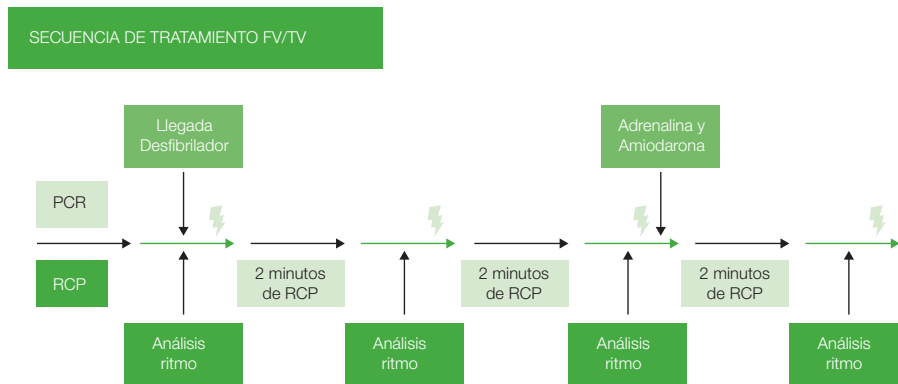 SECUENCIA DE TRATAMIENTO FV/TV
Llegada
Desfibrilador
Adrenalina y
Amiodarona
PCR
RCP
2 minutos
de RCP
2 minutos
de RCP
2 minutos
de RCP
Análisis
ritmo
Análisis
ritmo
Análisis
ritmo
Análisis
ritmo